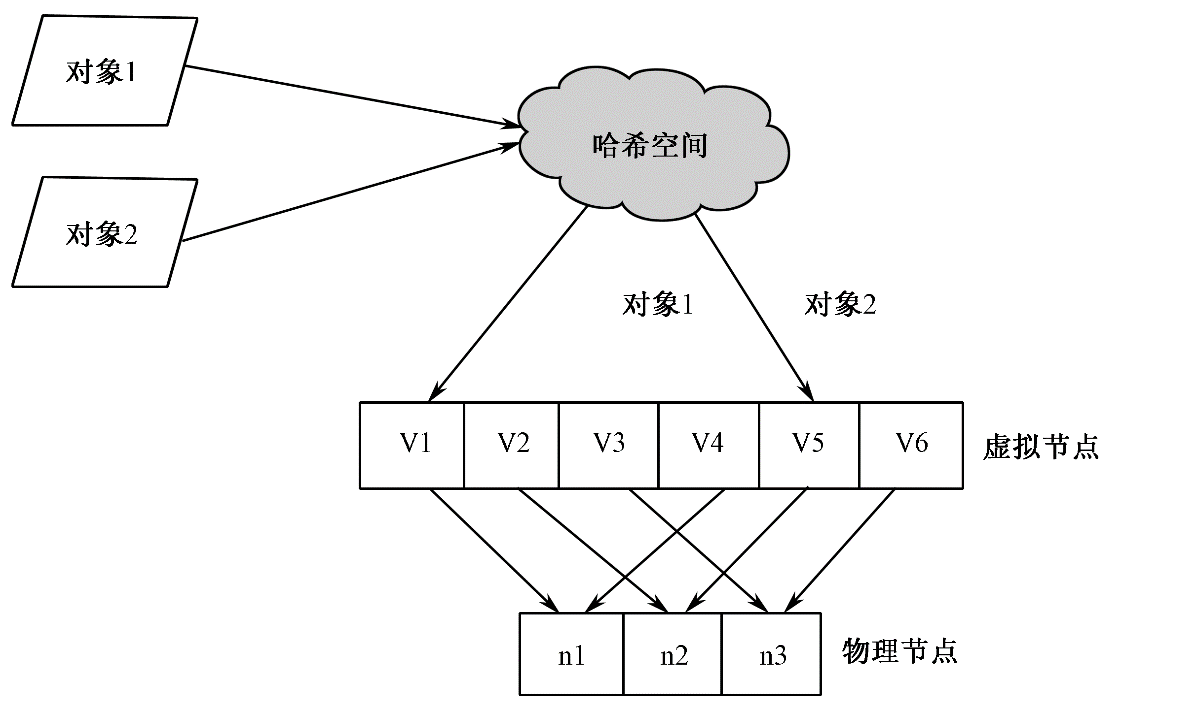 对象1
哈希空间
对象2
对象1
对象2
V1 V2 V3 V4 V5 V6
虚拟节点
n1 n2 n3
物理节点